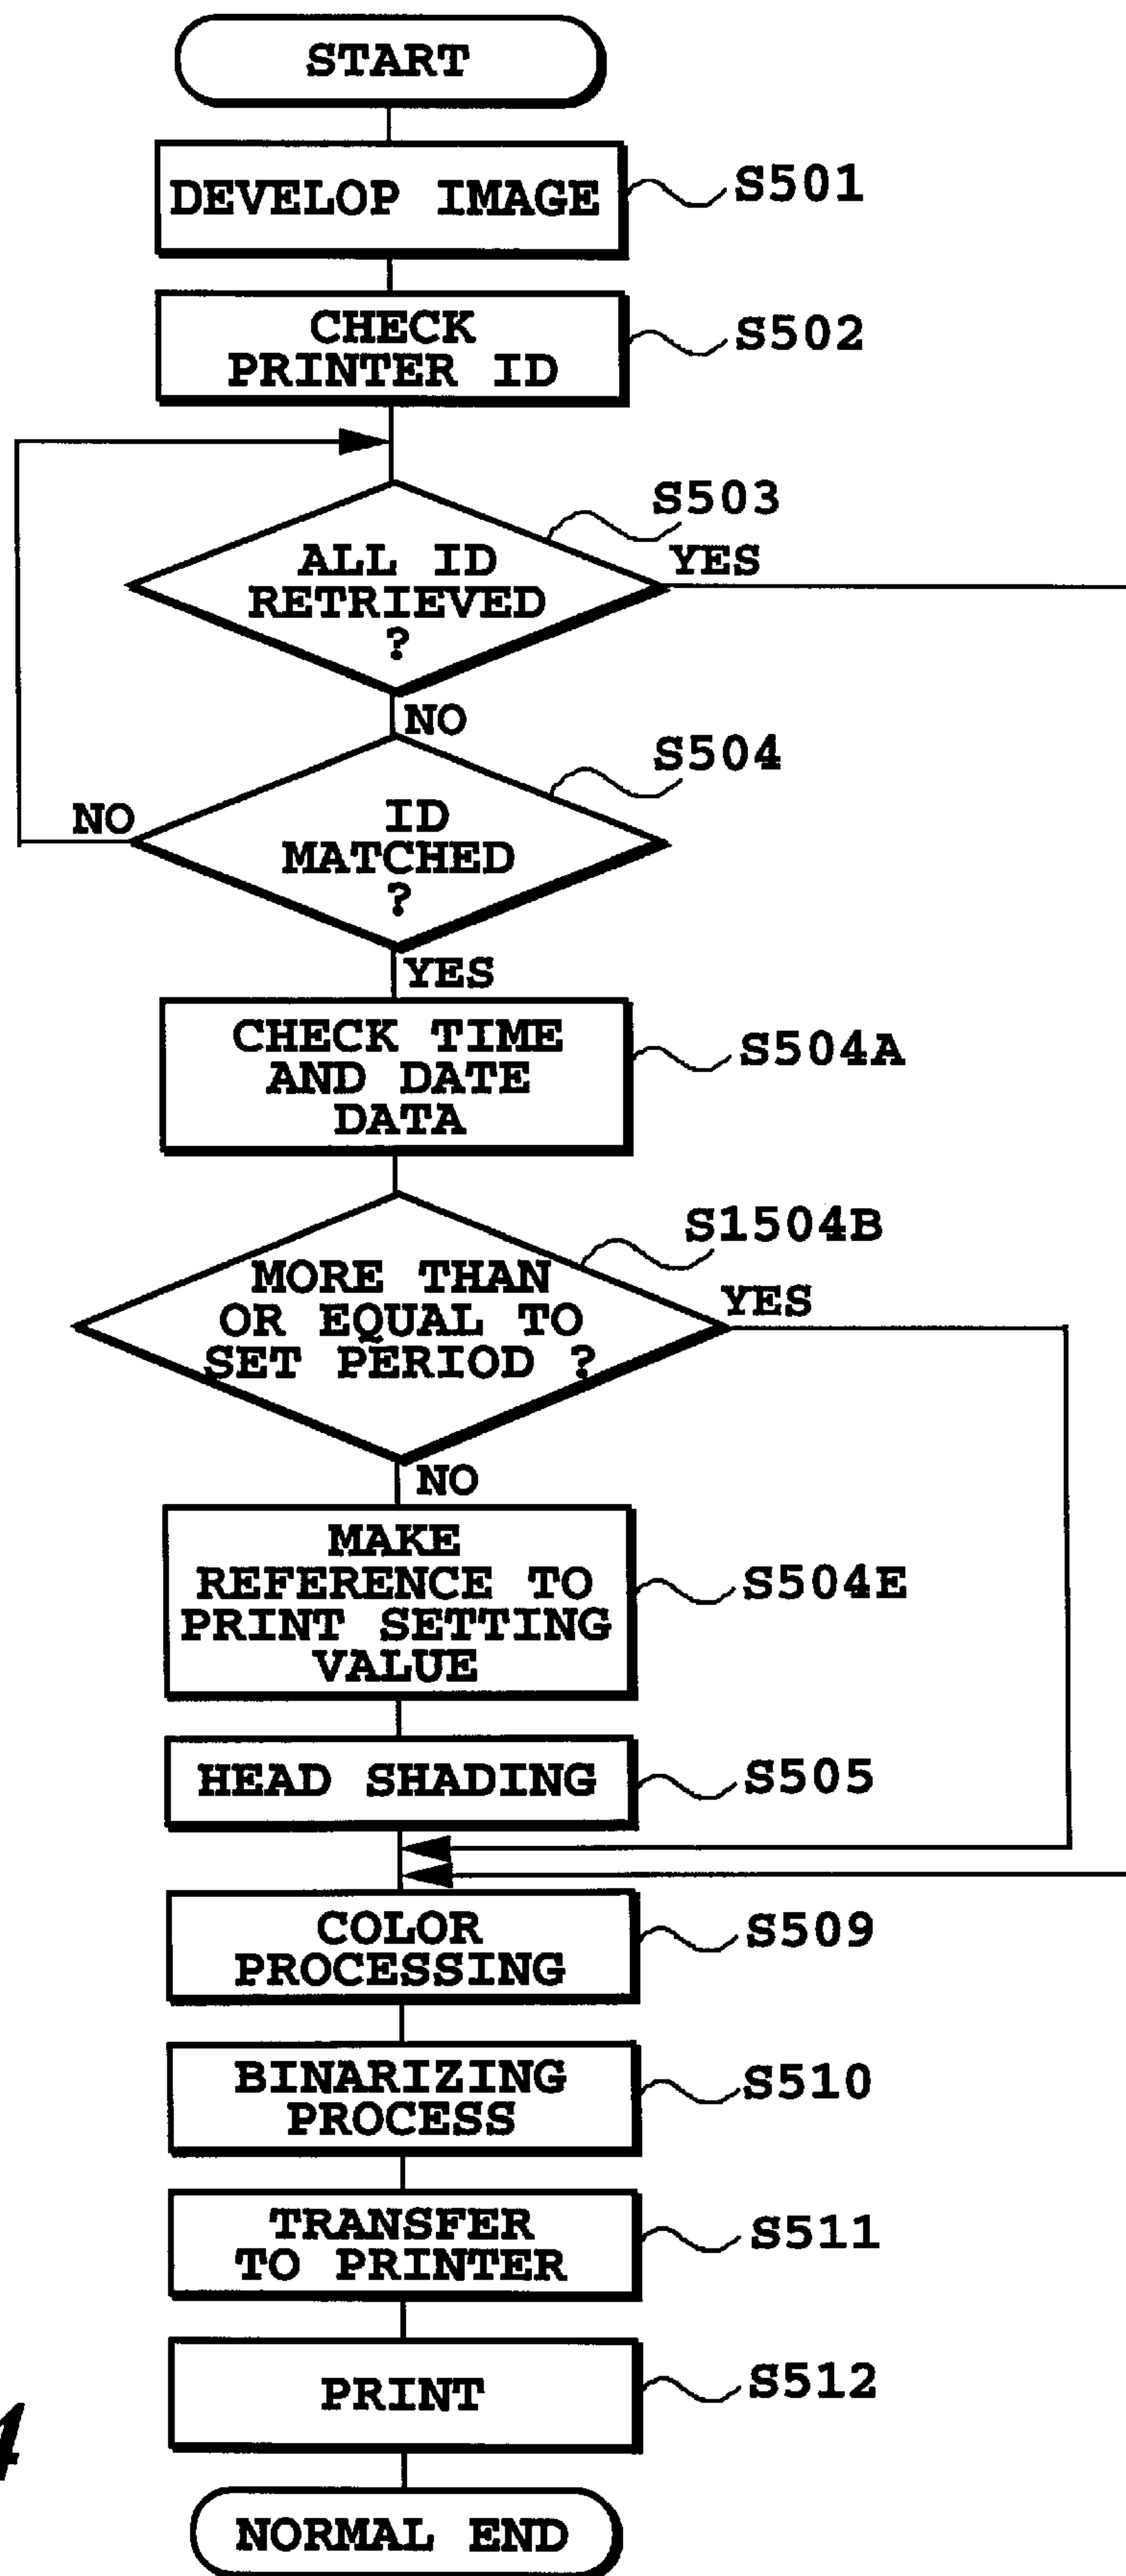 START
DEVELOP IMAGE
S501
CHECK
PRINTER ID
S502
S503
ALL ID
RETRIEVED
?
YES
NO
S504
ID
MATCHED
?
NO
YES
CHECK TIME
AND DATE
DATA
S504A
S1504B
MORE THAN
OR EQUAL TO
SET PERIOD ?
YES
NO
MAKE
REFERENCE TO
PRINT SETTING
VALUE
S504E
HEAD SHADING
S505
COLOR
PROCESSING
S509
BINARIZING
PROCESS
S510
TRANSFER
TO PRINTER
S511
PRINT
S512
4
NORMAL END